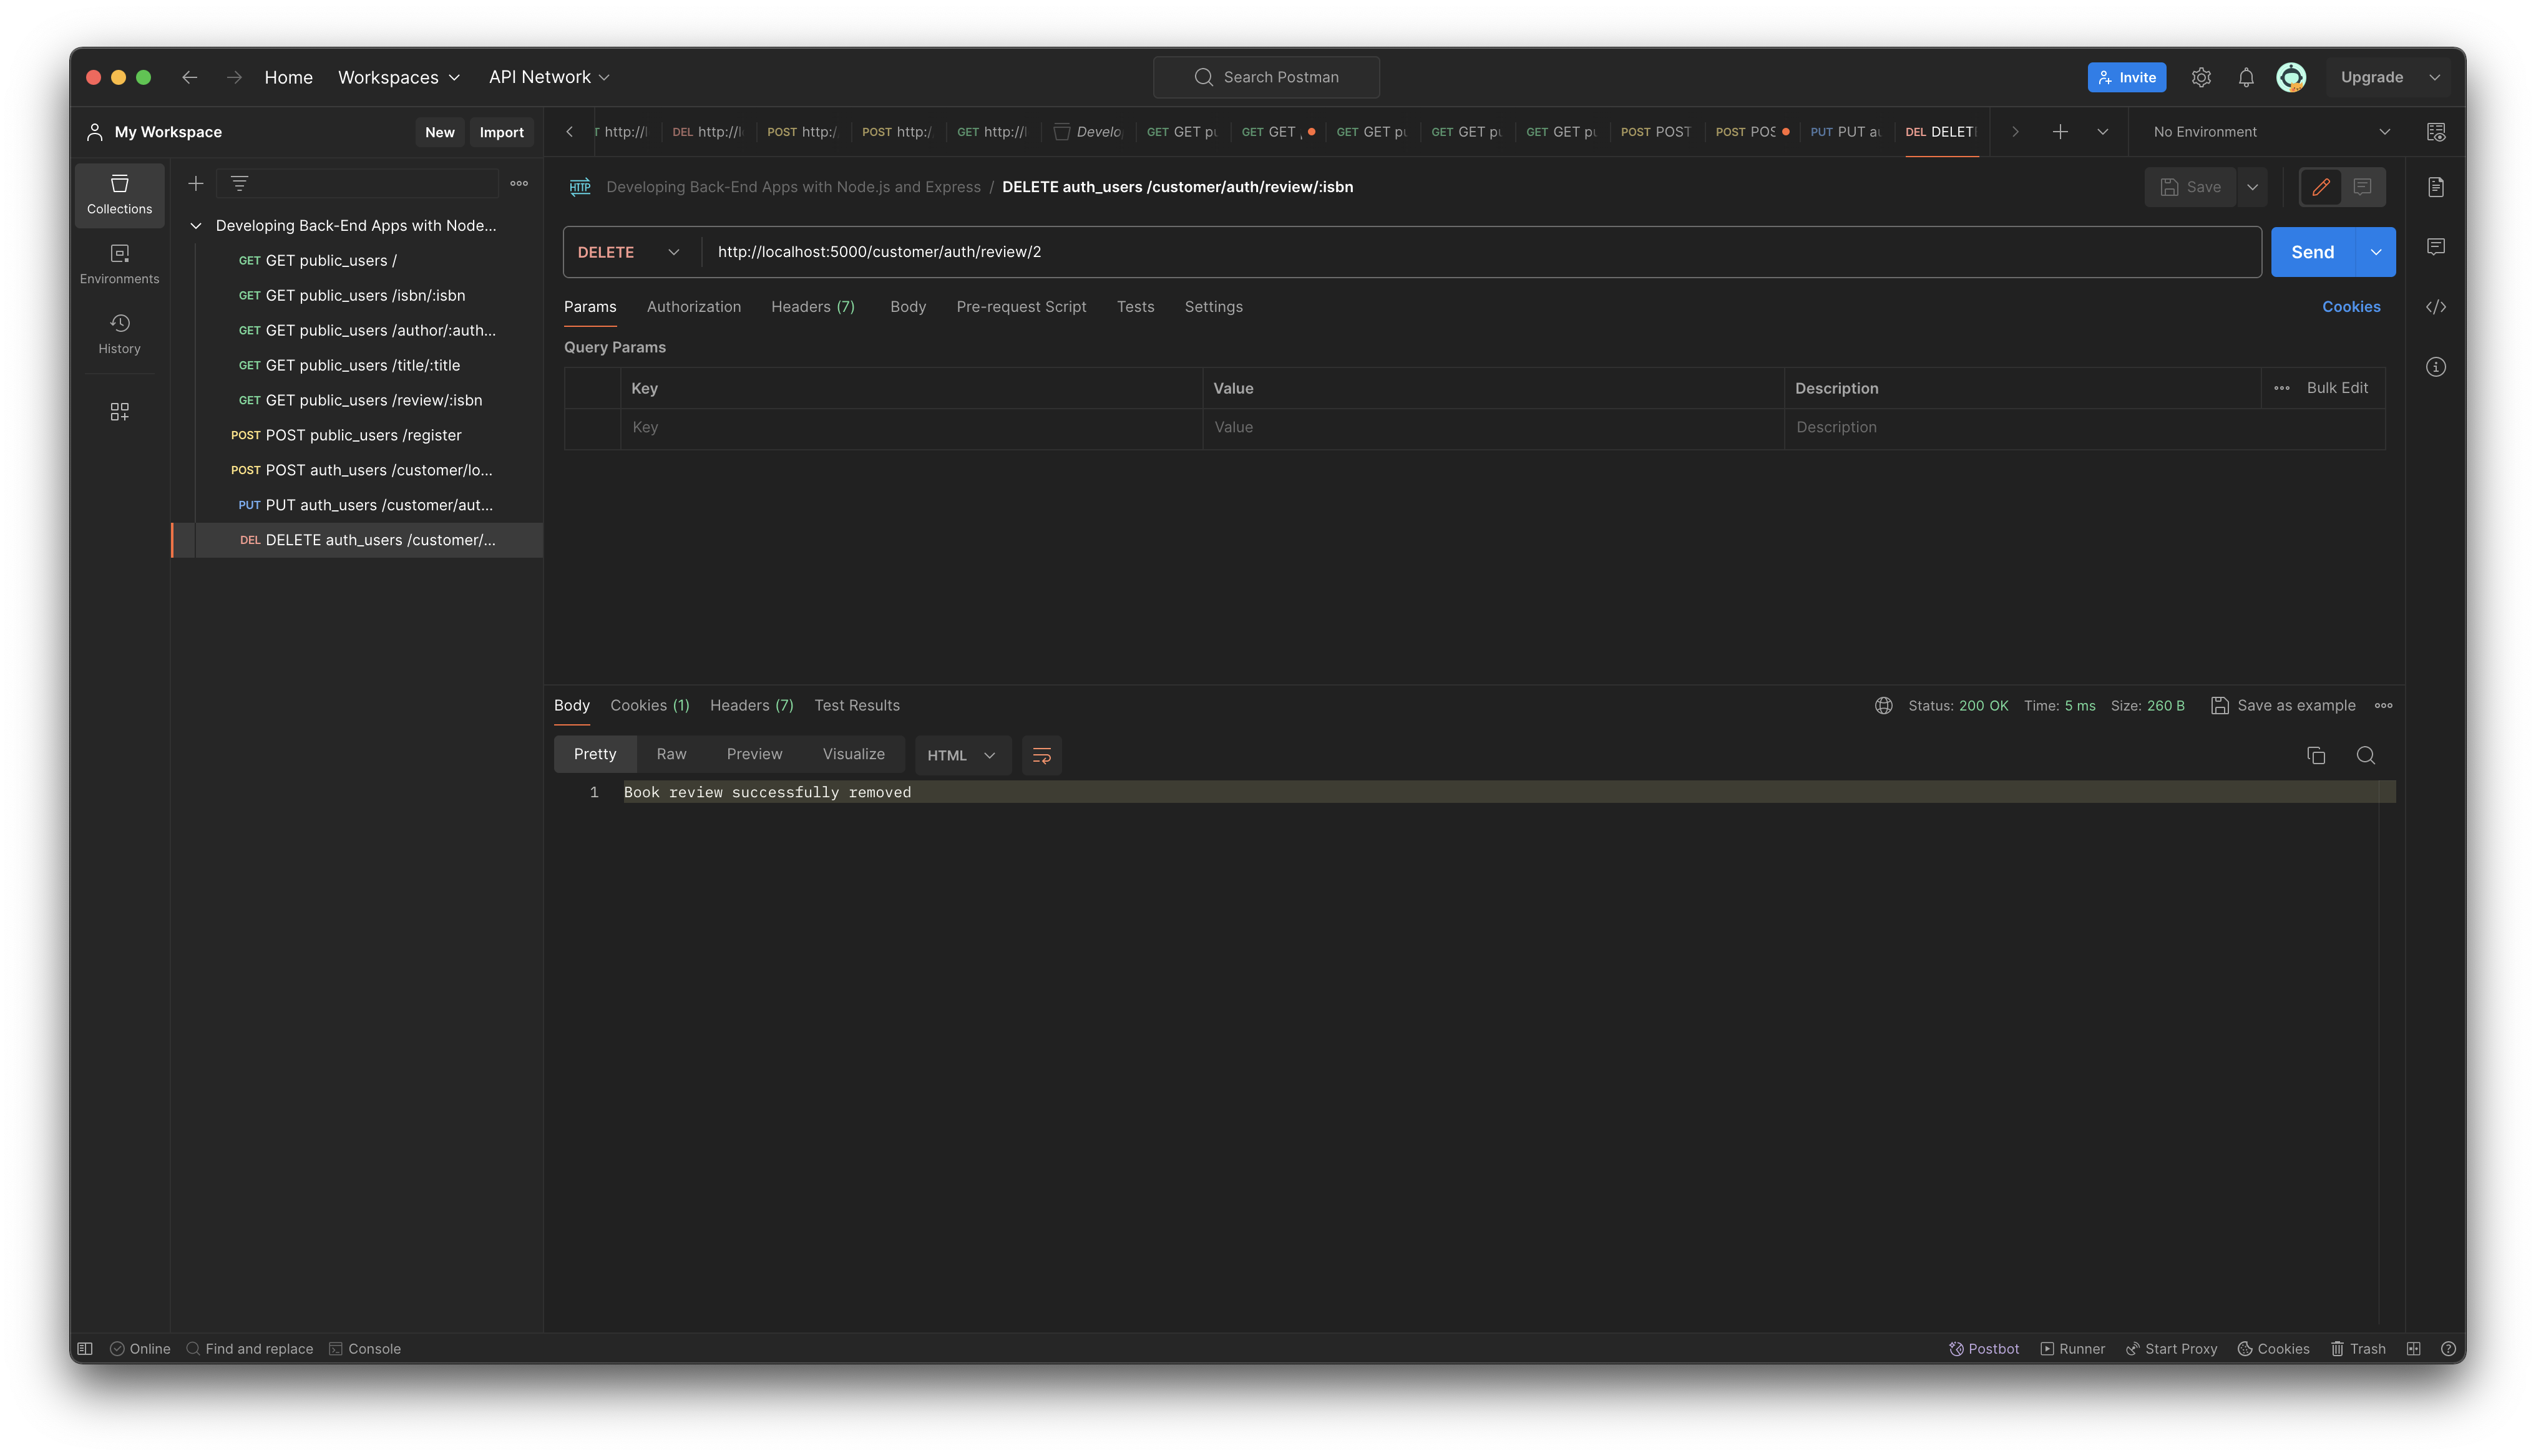 Home Workspaces API Network Search Postman Invite Upgrade
My Workspace New Import
http:// DEL http:// POST http:/ POST http:/ GET http:// Develo GET GET pu GET GET , GET GET pu GET GET pu GET GET pu POST POST POST POS PUT PUT au DEL DELET No Environment
Collections
Environments
History
Developing Back-End Apps with Node...
GET GET public_users /
GET GET public_users /isbn/:isbn
GET GET public_users /author/:auth...
GET GET public_users /title/:title
GET GET public_users /review/:isbn
POST POST public_users /register
POST POST auth_users /customer/lo...
PUT PUT auth_users /customer/aut...
DEL DELETE auth_users /customer/...
HTTP Developing Back-End Apps with Node.js and Express / DELETE auth_users /customer/auth/review/:isbn Save
DELETE http://localhost:5000/customer/auth/review/2 Send
Params Authorization Headers (7) Body Pre-request Script Tests Settings Cookies
Query Params
Key Value Description Bulk Edit
Key Value Description
Body Cookies (1) Headers (7) Test Results Status: 200 OK Time: 5 ms Size: 260 B Save as example
Pretty Raw Preview Visualize HTML
1 Book review successfully removed
Online Find and replace Console Postbot Runner Start Proxy Cookies Trash